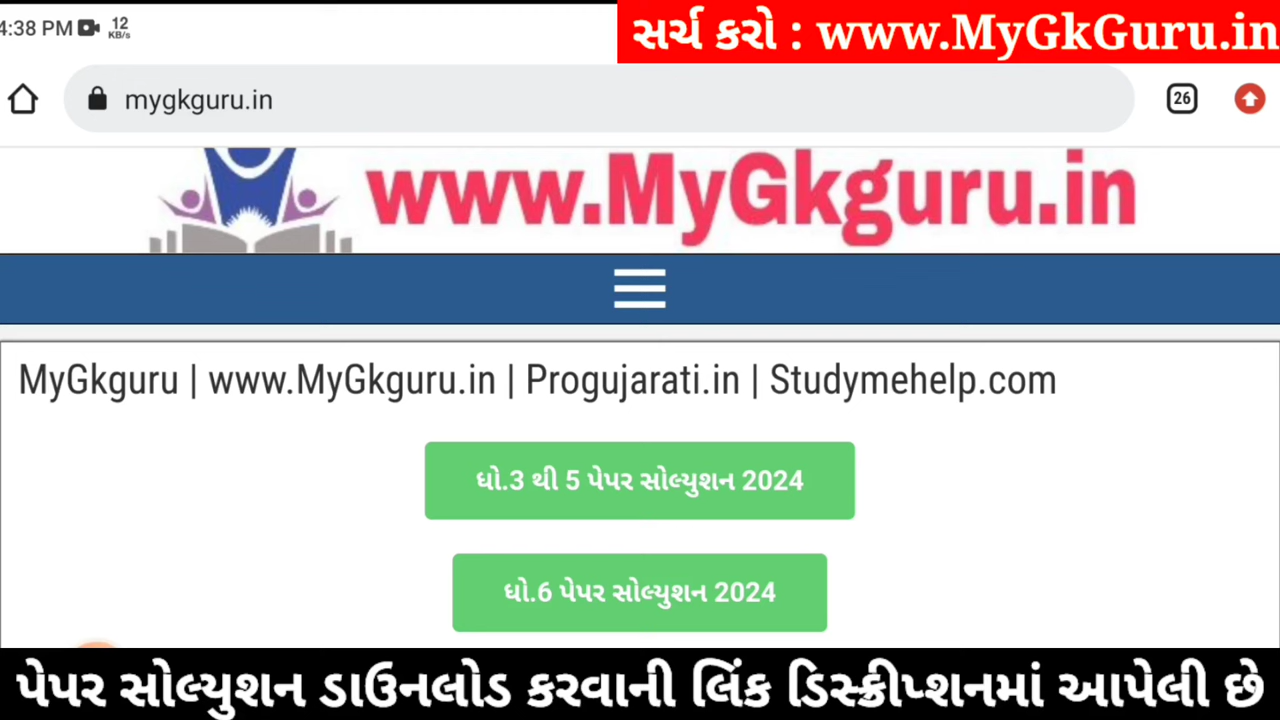 4:38 PM 12 KB/s
સર્ચ કરો : www.MyGkGuru.in
mygkguru.in
26
www.MyGkguru.in
MyGkguru | www.MyGkguru.in | Progujarati.in | Studymehelp.com
ધો.3 થી 5 પેપર સોલ્યુશન 2024
ધો.6 પેપર સોલ્યુશન 2024
પેપર સોલ્યુશન ડાઉનલોડ કરવાની લિંક ડિસ્ક્રીપ્શનમાં આપેલી છે